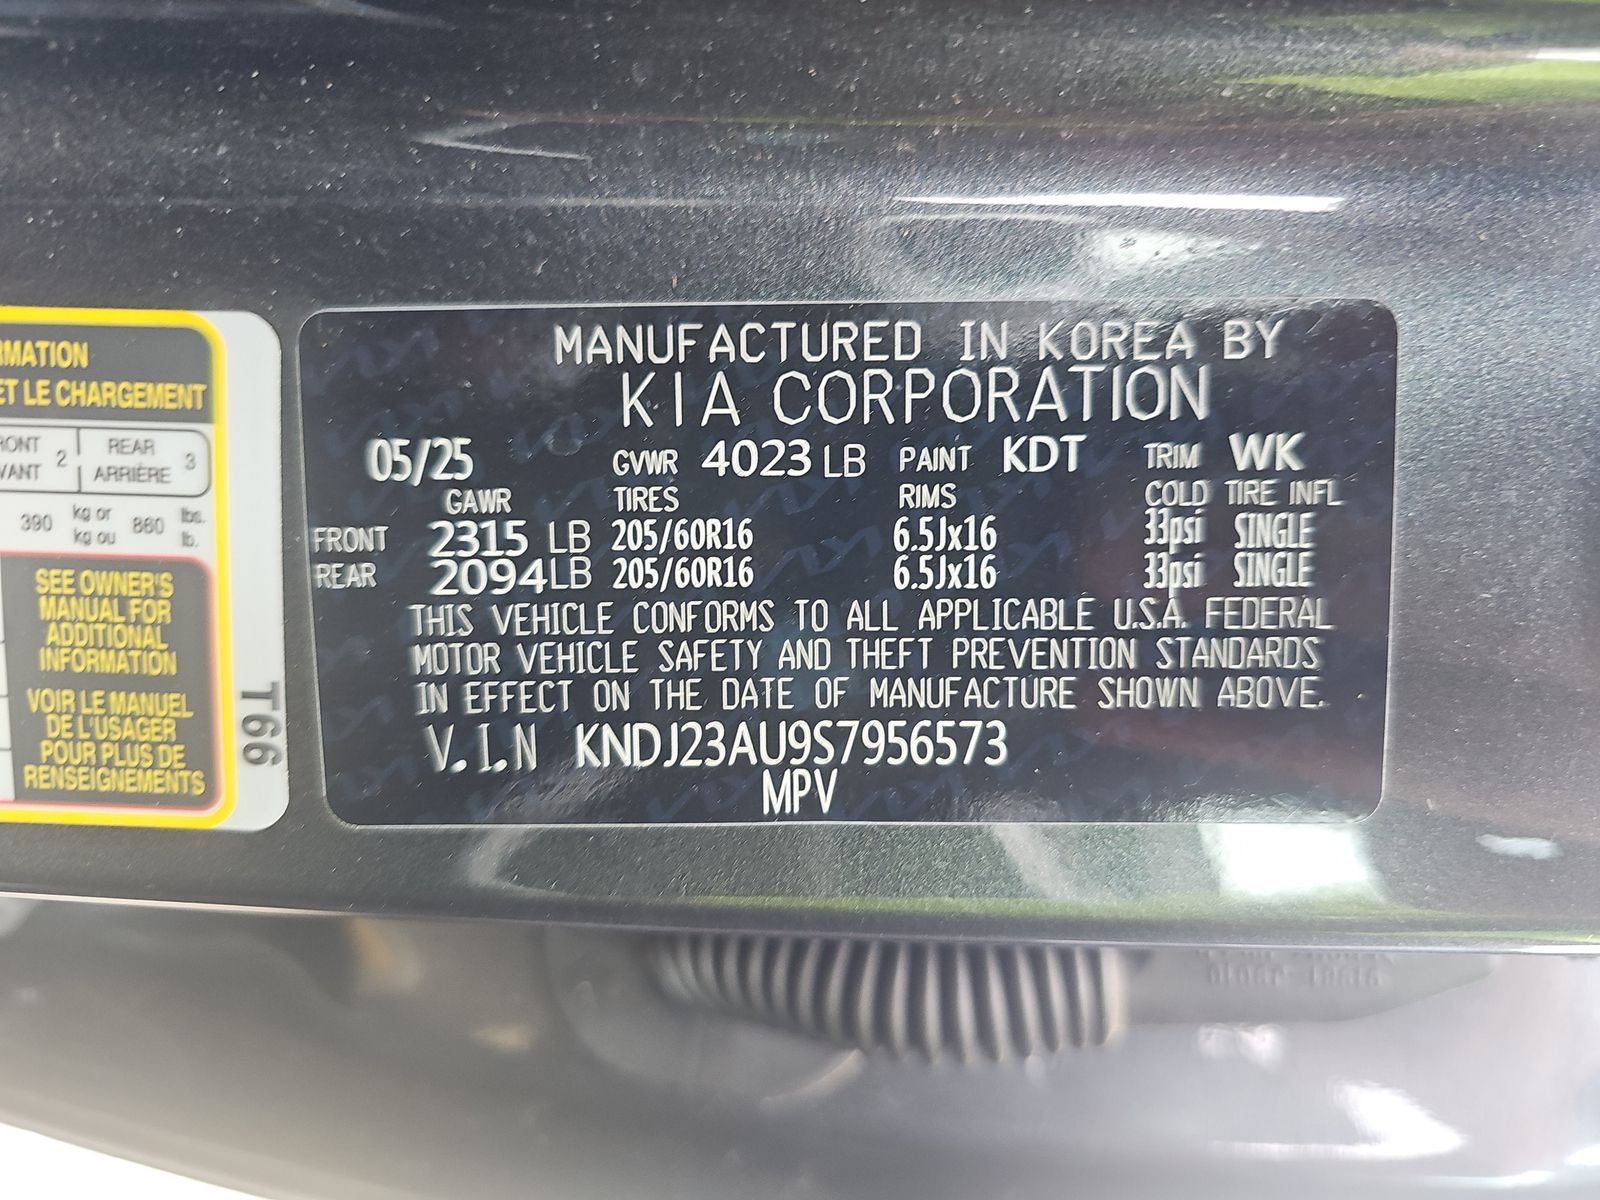 RMATION
ET LE CHARGEMENT
RONT 2 REAR 3
VANT ARRIÈRE
390 kg or 860 lbs.
kg ou lb.
SEE OWNER'S
MANUAL FOR
ADDITIONAL
INFORMATION
VOIR LE MANUEL
DE L'USAGER
POUR PLUS DE
RENSEIGNEMENTS
T66
MANUFACTURED IN KOREA BY
KIA CORPORATION
05/25 GVWR 4023 LB PAINT KDT TRIM WK
GAWR TIRES RIMS COLD TIRE INFL
FRONT 2315 LB 205/60R16 6.5Jx16 33psi SINGLE
REAR 2094LB 205/60R16 6.5Jx16 33psi SINGLE
THIS VEHICLE CONFORMS TO ALL APPLICABLE U.S.A. FEDERAL
MOTOR VEHICLE SAFETY AND THEFT PREVENTION STANDARDS
IN EFFECT ON THE DATE OF MANUFACTURE SHOWN ABOVE.
V.I.N KNDJ23AU9S7956573
MPV